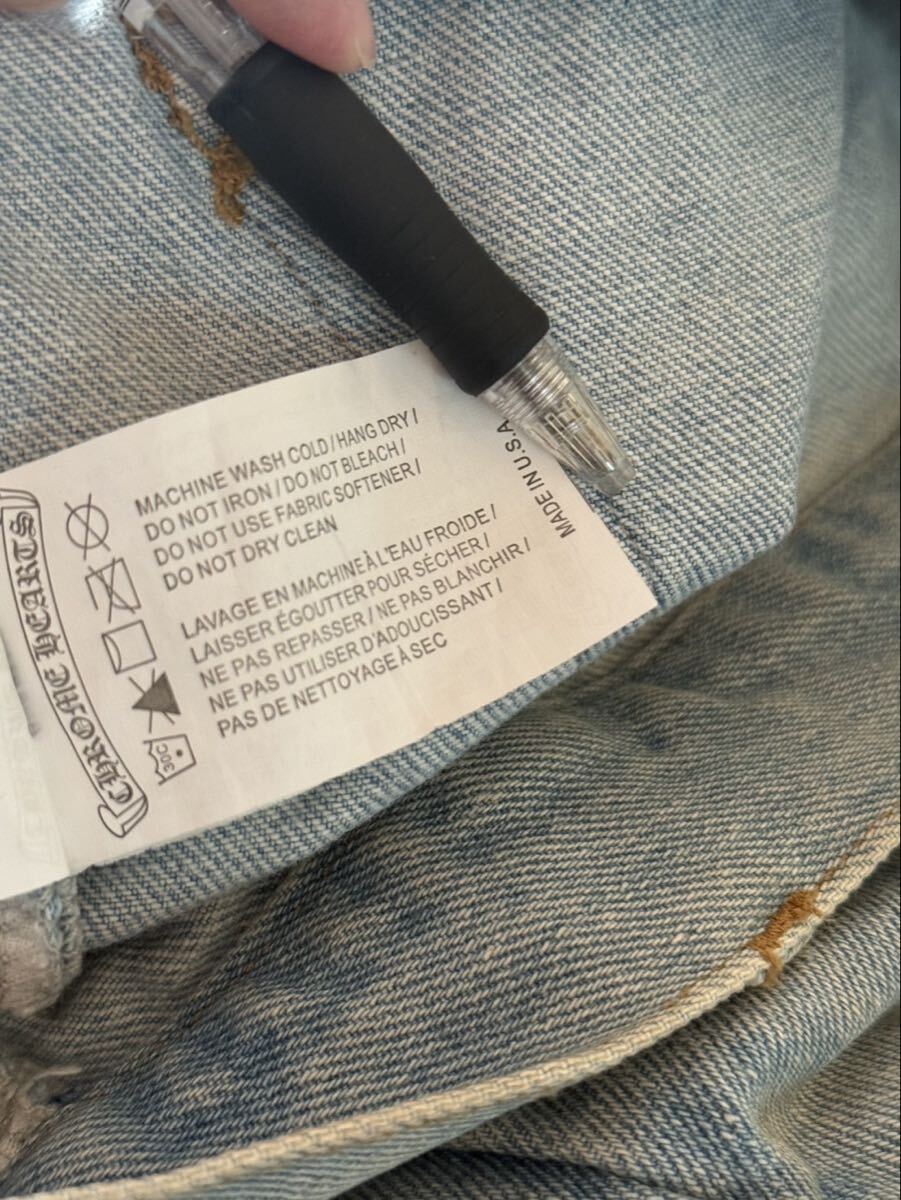 MACHINE WASH COLD / HANG DRY /
DO NOT IRON / DO NOT BLEACH /
DO NOT USE FABRIC SOFTENER /
DO NOT DRY CLEAN
LAVAGE EN MACHINE À L'EAU FROIDE /
LAISSER ÉGOUTTER POUR SÉCHER /
NE PAS REPASSER / NE PAS BLANCHIR /
NE PAS UTILISER D'ADOUCISSANT /
PAS DE NETTOYAGE À SEC
MADE IN U.S.A
CHROME HEARTS
30C